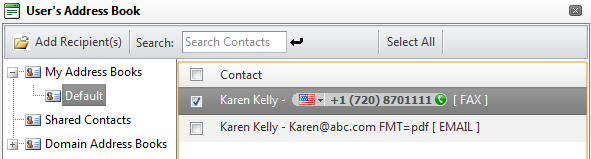 User's Address Book
Add Recipient(s) Search: Search Contacts Select All
My Address Books
Default
Shared Contacts
Domain Address Books
Contact
Karen Kelly - +1 (720) 8701111 [ FAX ]
Karen Kelly - Karen@abc.com FMT=pdf [ EMAIL ]